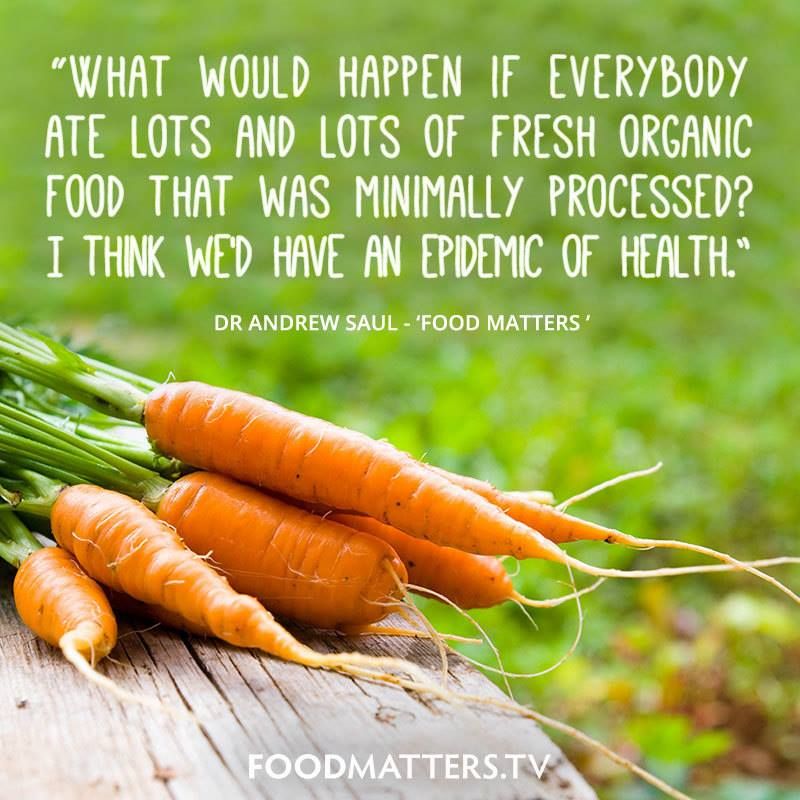 “WHAT WOULD HAPPEN IF EVERYBODY
ATE LOTS AND LOTS OF FRESH ORGANIC
FOOD THAT WAS MINIMALLY PROCESSED?
I THINK WE'D HAVE AN EPIDEMIC OF HEALTH.“
DR ANDREW SAUL - ‘FOOD MATTERS ’
FOODMATTERS.TV